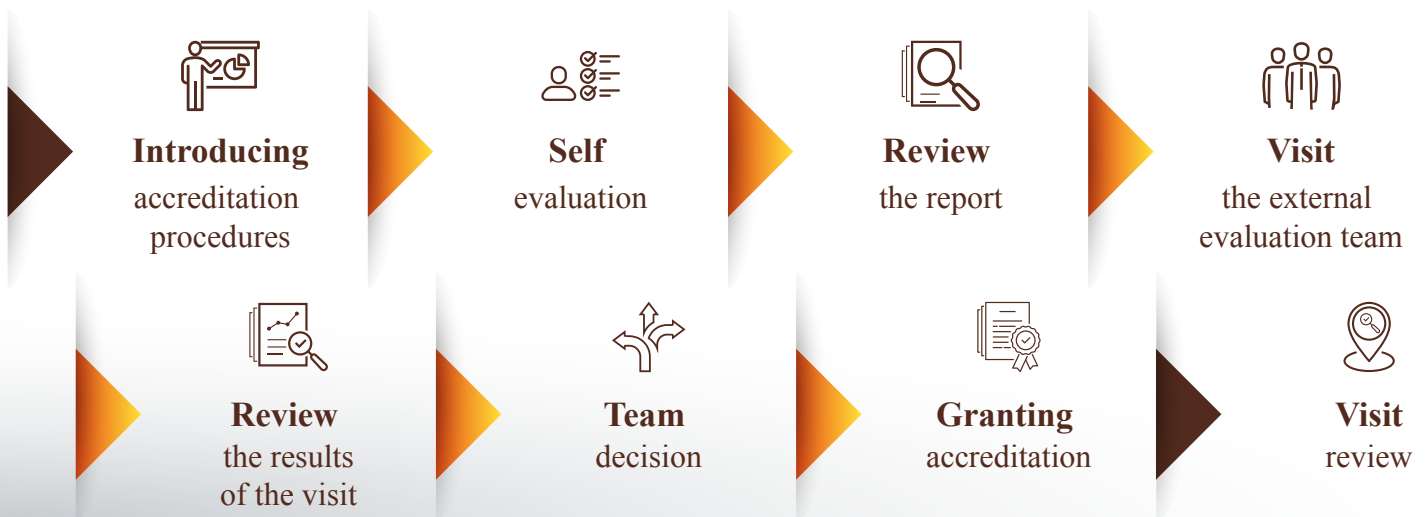 Introducing
accreditation
procedures
Self
evaluation
Review
the report
Visit
the external
evaluation team
Review
the results
of the visit
Team
decision
Granting
accreditation
Visit
review